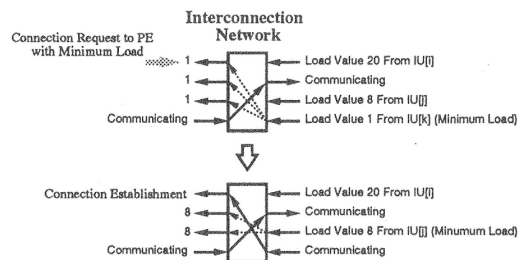 Interconnection
Network
Connection Request to PE
with Minimum Load
1
Load Value 20 From IU[i]
1
Communicating
1
Load Value 8 From IU[j]
Communicating
Load Value 1 From IU[k] (Minimum Load)
Connection Establishment
Load Value 20 From IU[i]
8
Communicating
8
Load Value 8 From IU[j] (Minumum Load)
Communicating
Communicating